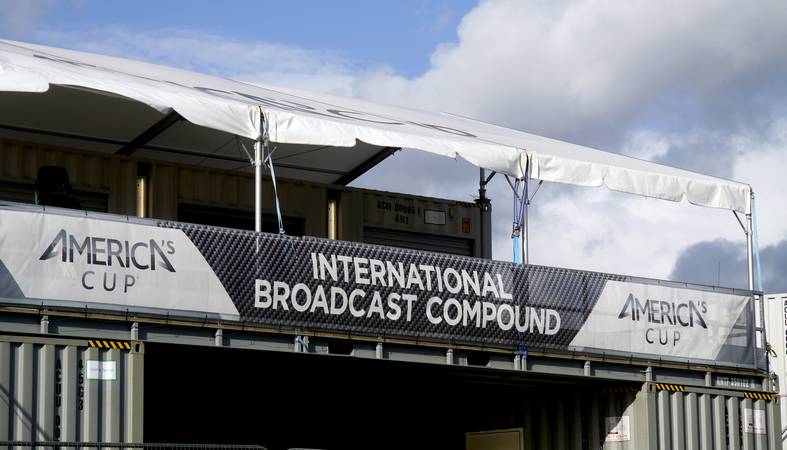 AMERICA'S
CUP
INTERNATIONAL
BROADCAST COMPOUND
AMERICA'S
CUP